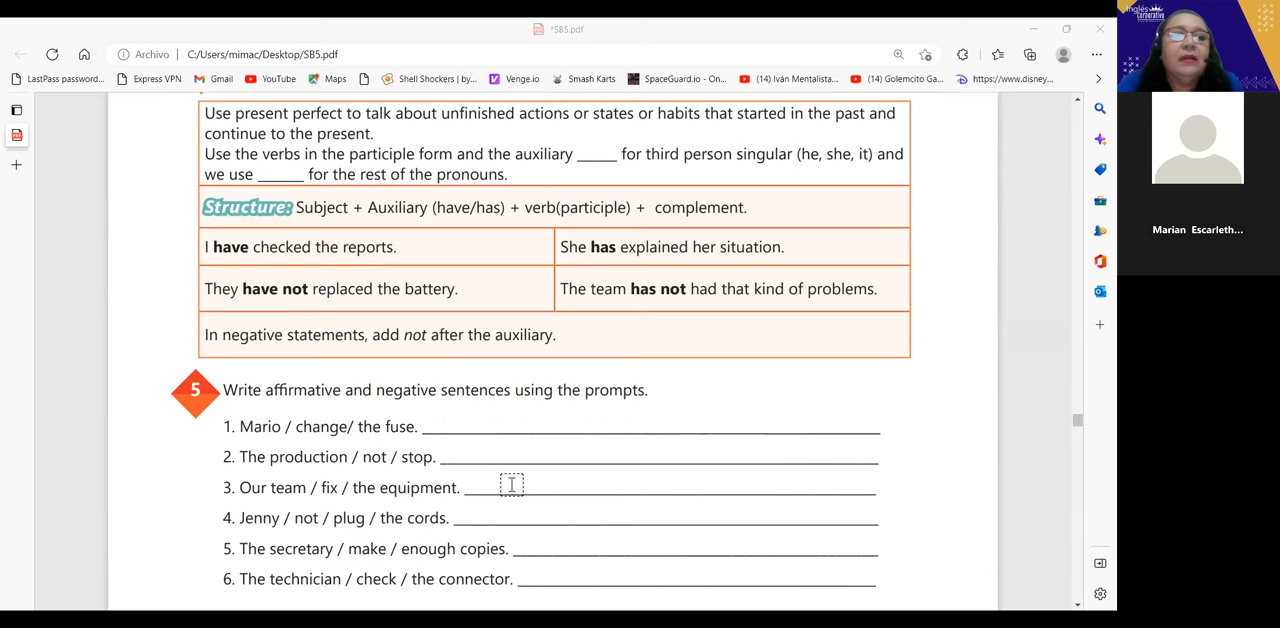 *SB5.pdf
Archivo
C:/Users/mimac/Desktop/SB5.pdf
LastPass password...
Express VPN
Gmail
YouTube
Maps
Shell Shockers | by...
Venge.io
Smash Karts
SpaceGuard.io - On...
(14) Iván Mentalista...
(14) Golemcito Ga...
https://www.disney...
Use present perfect to talk about unfinished actions or states or habits that started in the past and
continue to the present.
Use the verbs in the participle form and the auxiliary _____ for third person singular (he, she, it) and
we use ______ for the rest of the pronouns.
Structure: Subject + Auxiliary (have/has) + verb(participle) + complement.
I have checked the reports.
She has explained her situation.
They have not replaced the battery.
The team has not had that kind of problems.
In negative statements, add not after the auxiliary.
5 Write affirmative and negative sentences using the prompts.
1. Mario / change/ the fuse. ______________________
2. The production / not / stop. ______________________
3. Our team / fix / the equipment. ______________________
4. Jenny / not / plug / the cords. ______________________
5. The secretary / make / enough copies. ______________________
6. The technician / check / the connector. ______________________
Inglés
Corporativo
Marian Escarleth...